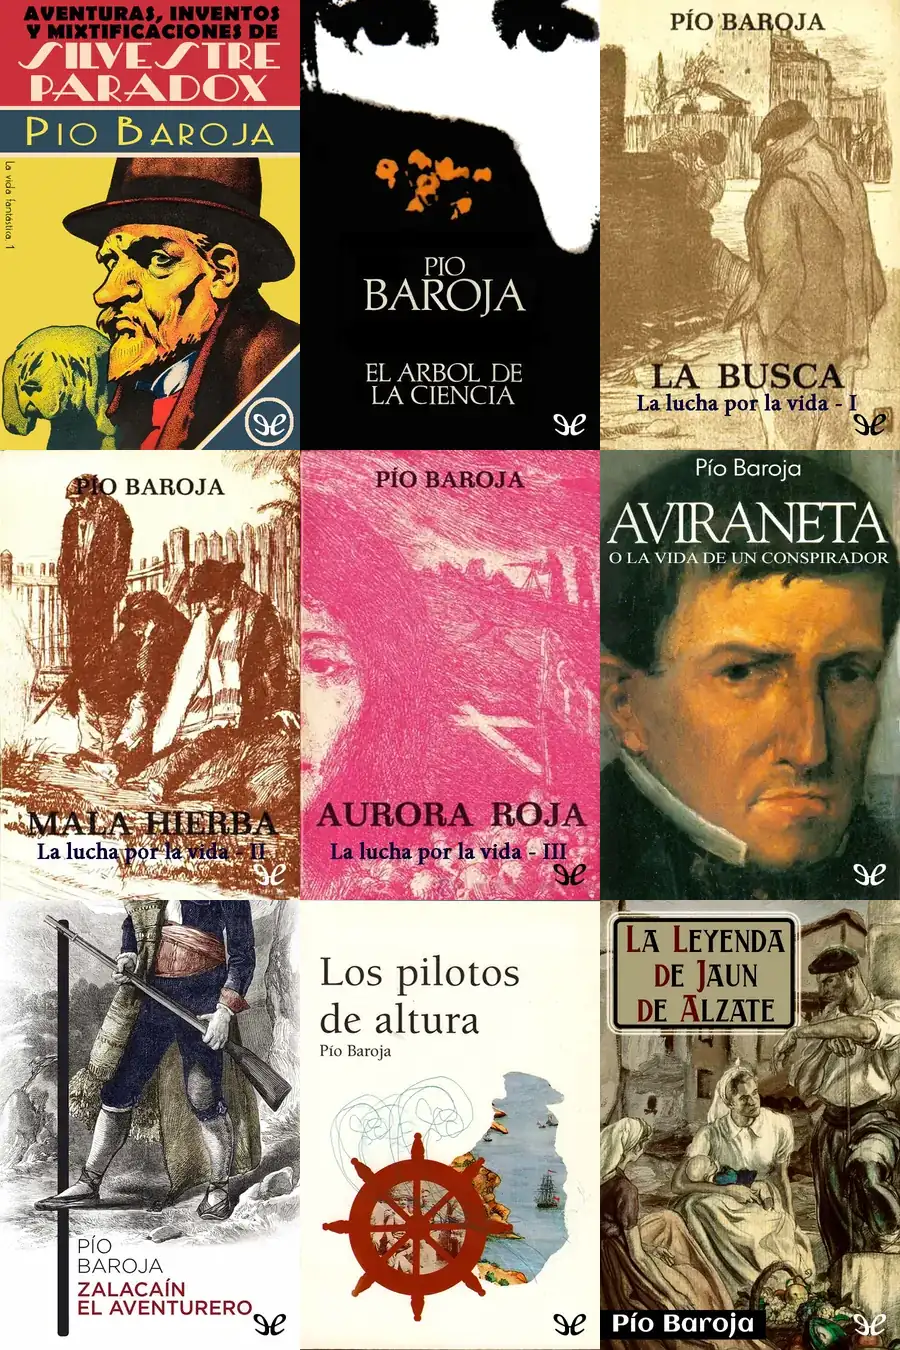 AVENTURAS, INVENTOS
Y MIXTIFICACIONES DE
SILVESTRE
PARADOX
PIO BAROJA
La vida fantástica 1
PIO
BAROJA
EL ARBOL DE
LA CIENCIA
PÍO BAROJA
LA BUSCA
La lucha por la vida - I
PÍO BAROJA
MALA HIERBA
La lucha por la vida - II
PÍO BAROJA
AURORA ROJA
La lucha por la vida - III
Pío Baroja
AVIRANETA
O LA VIDA DE UN CONSPIRADOR
PÍO
BAROJA
ZALACAÍN
EL AVENTURERO
Los pilotos
de altura
Pío Baroja
LA LEYENDA
DE JAUN
DE ALZATE
Pío Baroja